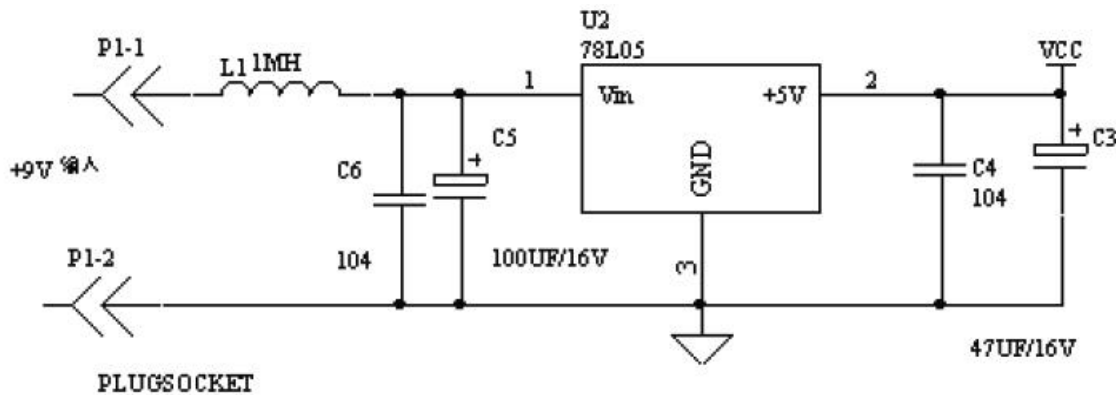 U2
78L05
P1-1
L1 1MH
VCC
1
Vin
+5V
2
C5
+
+
C3
+9V 输入
C6
GND
C4
104
P1-2
104
100UF/16V
3
47UF/16V
PLUGSOCKET